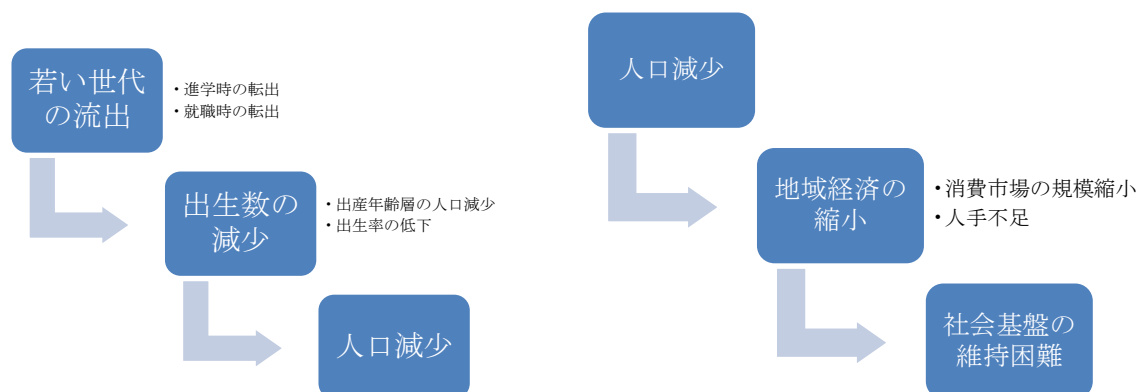 若い世代
の流出
・進学時の転出
・就職時の転出
出生数の
減少
・出産年齢層の人口減少
・出生率の低下
人口減少
人口減少
地域経済の
縮小
・消費市場の規模縮小
・人手不足
社会基盤の
維持困難